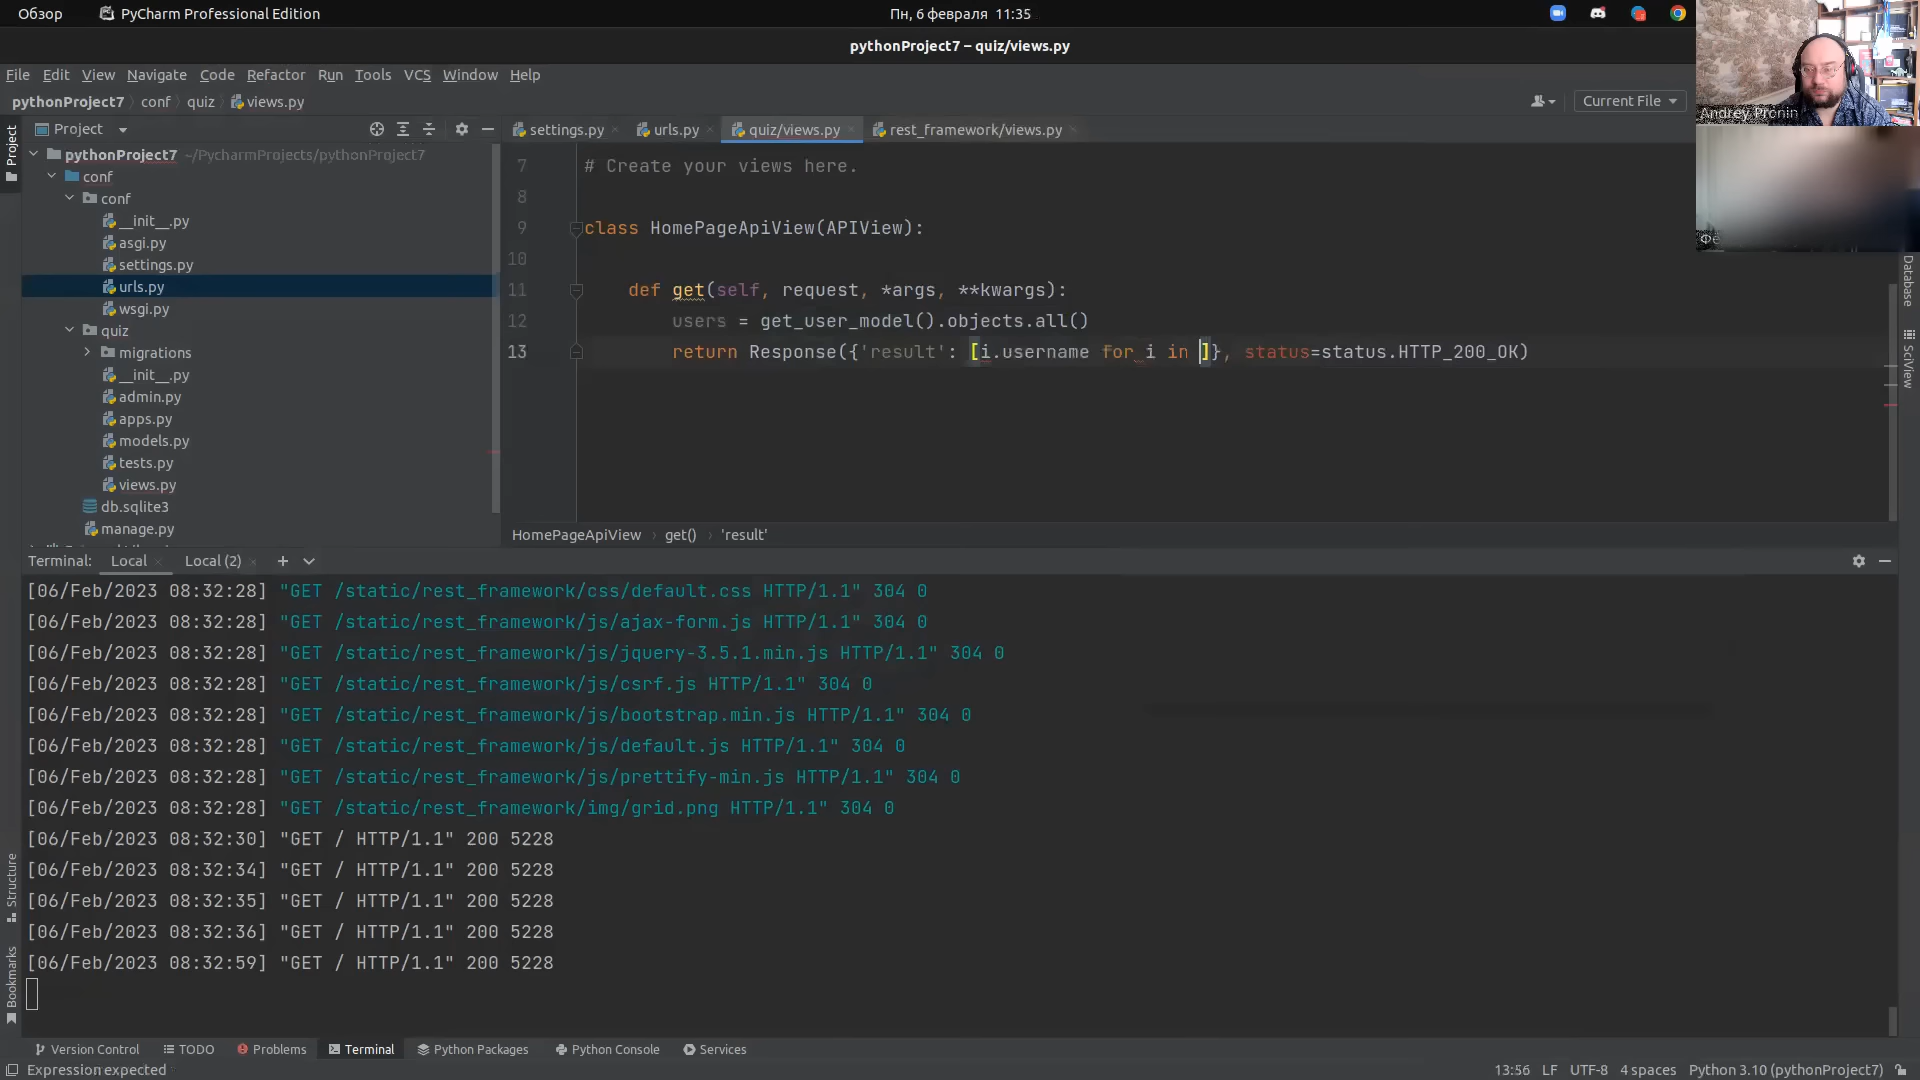 Обзор
PyCharm Professional Edition
Пн, 6 февраля 11:35
pythonProject7 – quiz/views.py
File Edit View Navigate Code Refactor Run Tools VCS Window Help
pythonProject7 conf quiz views.py
Current File
Andrey Pronin
Фе
Project
Project
settings.py
urls.py
quiz/views.py
rest_framework/views.py
pythonProject7 ~/PycharmProjects/pythonProject7
conf
conf
__init__.py
asgi.py
settings.py
urls.py
wsgi.py
quiz
migrations
__init__.py
admin.py
apps.py
models.py
tests.py
views.py
db.sqlite3
manage.py
7 # Create your views here.
8
9 class HomePageApiView(APIView):
10
11 def get(self, request, *args, **kwargs):
12 users = get_user_model().objects.all()
13 return Response({'result': [i.username for i in ]}, status=status.HTTP_200_OK)
HomePageApiView get() 'result'
Database
SciView
Terminal: Local Local (2)
[06/Feb/2023 08:32:28] "GET /static/rest_framework/css/default.css HTTP/1.1" 304 0
[06/Feb/2023 08:32:28] "GET /static/rest_framework/js/ajax-form.js HTTP/1.1" 304 0
[06/Feb/2023 08:32:28] "GET /static/rest_framework/js/jquery-3.5.1.min.js HTTP/1.1" 304 0
[06/Feb/2023 08:32:28] "GET /static/rest_framework/js/csrf.js HTTP/1.1" 304 0
[06/Feb/2023 08:32:28] "GET /static/rest_framework/js/bootstrap.min.js HTTP/1.1" 304 0
[06/Feb/2023 08:32:28] "GET /static/rest_framework/js/default.js HTTP/1.1" 304 0
[06/Feb/2023 08:32:28] "GET /static/rest_framework/js/prettify-min.js HTTP/1.1" 304 0
[06/Feb/2023 08:32:28] "GET /static/rest_framework/img/grid.png HTTP/1.1" 304 0
[06/Feb/2023 08:32:30] "GET / HTTP/1.1" 200 5228
[06/Feb/2023 08:32:34] "GET / HTTP/1.1" 200 5228
[06/Feb/2023 08:32:35] "GET / HTTP/1.1" 200 5228
[06/Feb/2023 08:32:36] "GET / HTTP/1.1" 200 5228
[06/Feb/2023 08:32:59] "GET / HTTP/1.1" 200 5228
Structure
Bookmarks
Version Control TODO Problems Terminal Python Packages Python Console Services
Expression expected
13:56 LF UTF-8 4 spaces Python 3.10 (pythonProject7)